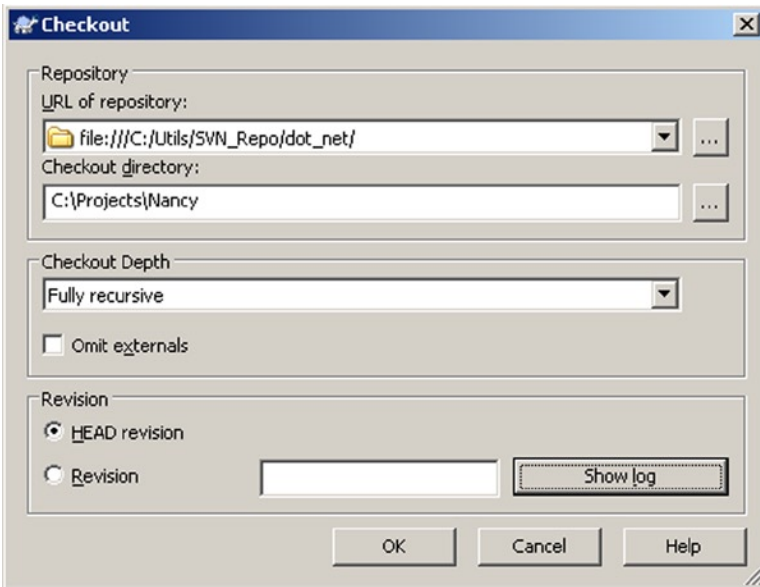 Checkout
Repository
URL of repository:
file:///C:/Utils/SVN_Repo/dot_net/
...
Checkout directory:
C:\Projects\Nancy
...
Checkout Depth
Fully recursive
Omit externals
Revision
HEAD revision
Revision
Show log
OK Cancel Help